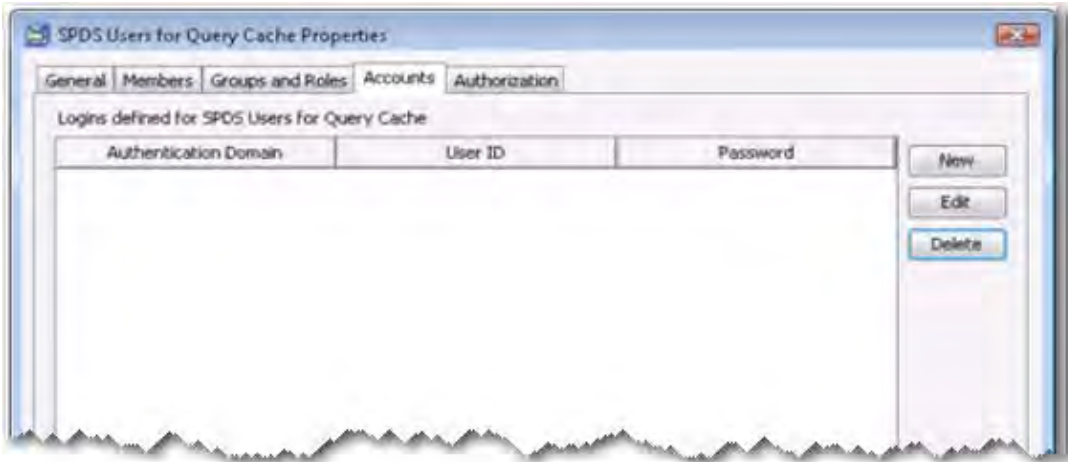 SPDS Users for Query Cache Properties
General Members Groups and Roles Accounts Authorization
Logins defined for SPDS Users for Query Cache
Authentication Domain User ID Password
New
Edit
Delete